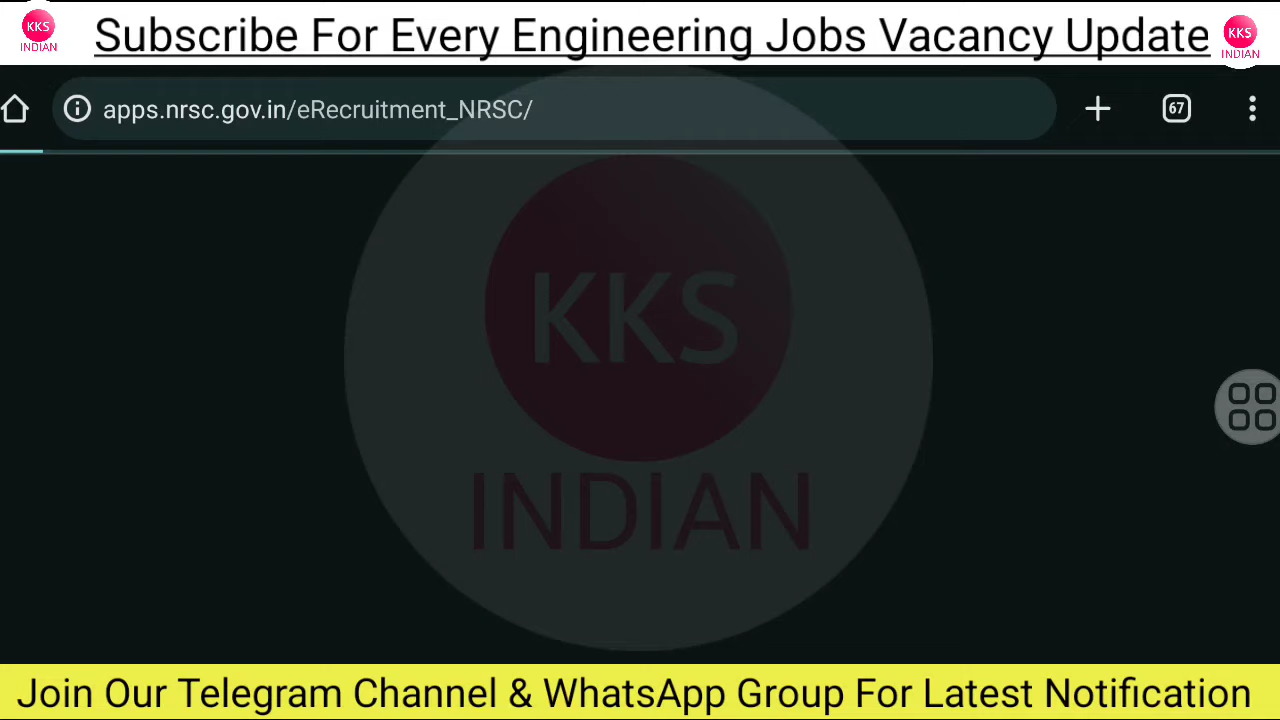 KKS
INDIAN
Subscribe For Every Engineering Jobs Vacancy Update
KKS
INDIAN
apps.nrsc.gov.in/eRecruitment_NRSC/
67
KKS
INDIAN
Join Our Telegram Channel & WhatsApp Group For Latest Notification